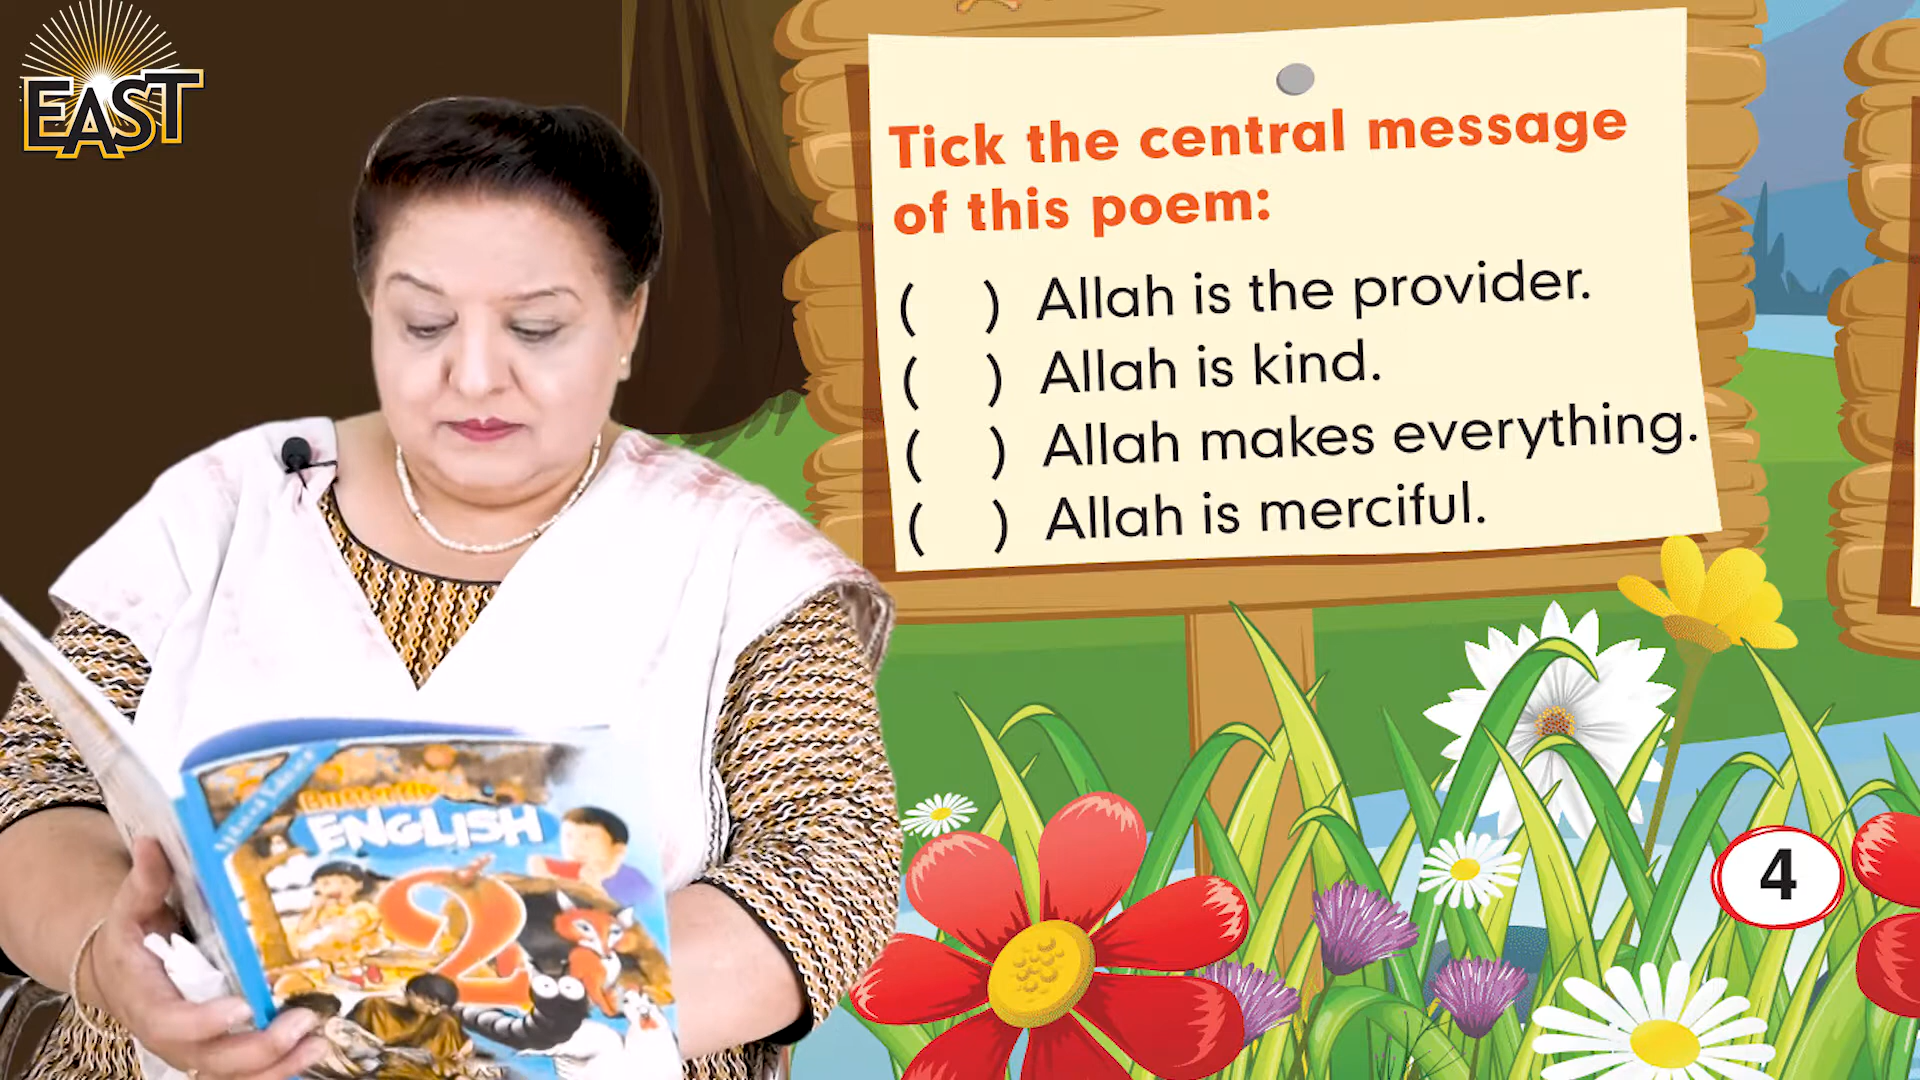 EAST
Tick the central message
of this poem:
( ) Allah is the provider.
( ) Allah is kind.
( ) Allah makes everything.
( ) Allah is merciful.
ENGLISH
2
4